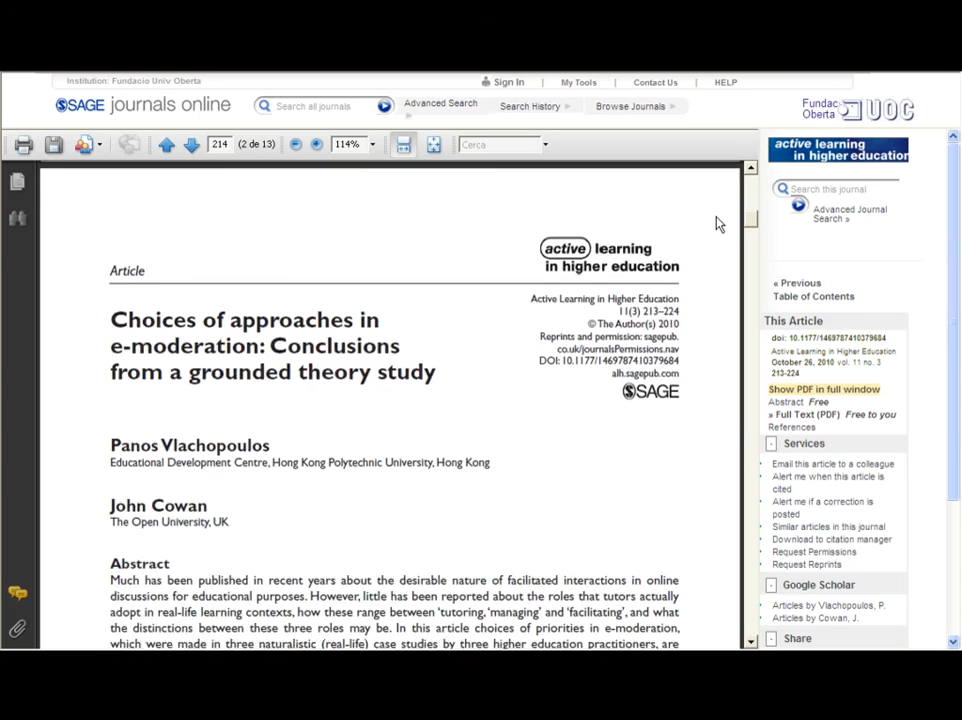 Institution: Fundacio Univ Oberta
Sign In | My Tools | Contact Us | HELP
SAGE journals online
Search all journals
Advanced Search
Search History
Browse Journals
Fundac
Oberta
UOC
214 (2 de 13) 114% Cerca
active learning
in higher education
Search this journal
Advanced Journal
Search »
« Previous
Table of Contents
This Article
doi: 10.1177/1469787410379684
Active Learning in Higher Education
October 26, 2010 vol. 11 no. 3
213-224
Show PDF in full window
Abstract Free
» Full Text (PDF) Free to you
References
Services
Email this article to a colleague
Alert me when this article is
cited
Alert me if a correction is
posted
Similar articles in this journal
Download to citation manager
Request Permissions
Request Reprints
Google Scholar
Articles by Vlachopoulos, P.
Articles by Cowan, J.
Share
Article
active learning
in higher education
Active Learning in Higher Education
11(3) 213–224
© The Author(s) 2010
Reprints and permission: sagepub.
co.uk/journalsPermissions.nav
DOI: 10.1177/1469787410379684
alh.sagepub.com
SAGE
Choices of approaches in
e-moderation: Conclusions
from a grounded theory study
Panos Vlachopoulos
Educational Development Centre, Hong Kong Polytechnic University, Hong Kong
John Cowan
The Open University, UK
Abstract
Much has been published in recent years about the desirable nature of facilitated interactions in online
discussions for educational purposes. However, little has been reported about the roles that tutors actually
adopt in real-life learning contexts, how these range between ‘tutoring, ‘managing’ and ‘facilitating’, and what
the distinctions between these three roles may be. In this article choices of priorities in e-moderation,
which were made in three naturalistic (real-life) case studies by three higher education practitioners, are